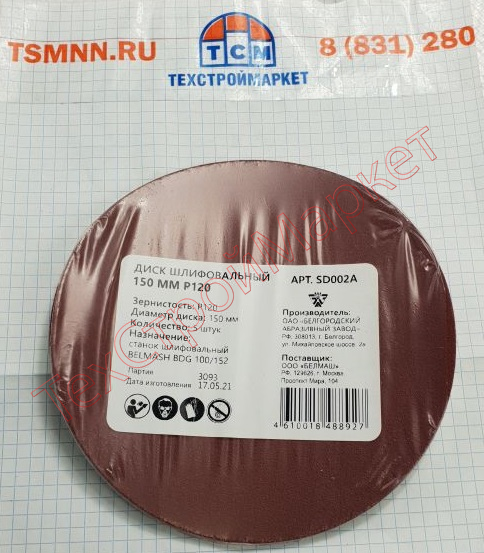 TSMNN.RU
ТСМ
ТЕХСТРОЙМАРКЕТ
8 (831) 280
ДИСК ШЛИФОВАЛЬНЫЙ
150 ММ P120
Зернистость: P120
Диаметр диска: 150 мм
Количество: 5 штук
Назначение:
станок шлифовальный
BELMASH BDG 100/152
Партия 3093
Дата изготовления 17.05.21
АРТ. SD002A
Производитель:
ОАО «БЕЛГОРОДСКИЙ
АБРАЗИВНЫЙ ЗАВОД»
РФ, 308013, г. Белгород,
ул. Михайловское шоссе, 2а
Поставщик:
ООО «БЕЛМАШ»
РФ, 129626, г. Москва,
Проспект Мира, 104
4 610018 488927
ТехСтройМаркет